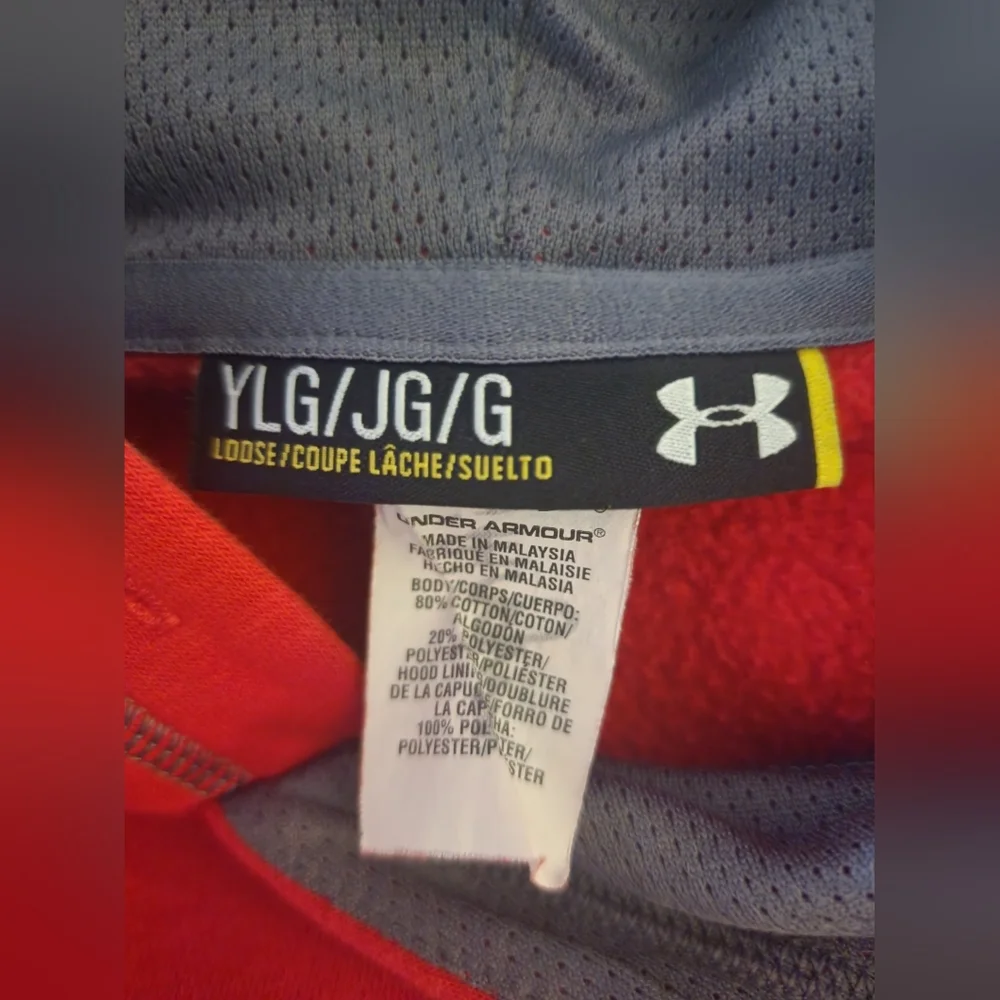 YLG/JG/G
LOOSE/COUPE LÂCHE/SUELTO
UNDER ARMOUR®
MADE IN MALAYSIA
FABRIQUÉ EN MALAISIE
HECHO EN MALASIA
BODY/CORPS/CUERPO:
80% COTTON/COTON/
ALGODÓN
20% POLYESTER/
POLYESTER/POLIÉSTER
HOOD LINING/DOUBLURE
DE LA CAPUCHE/FORRO DE
LA CAPUCHA:
100% POLYESTER/
POLYESTER/POLIÉSTER